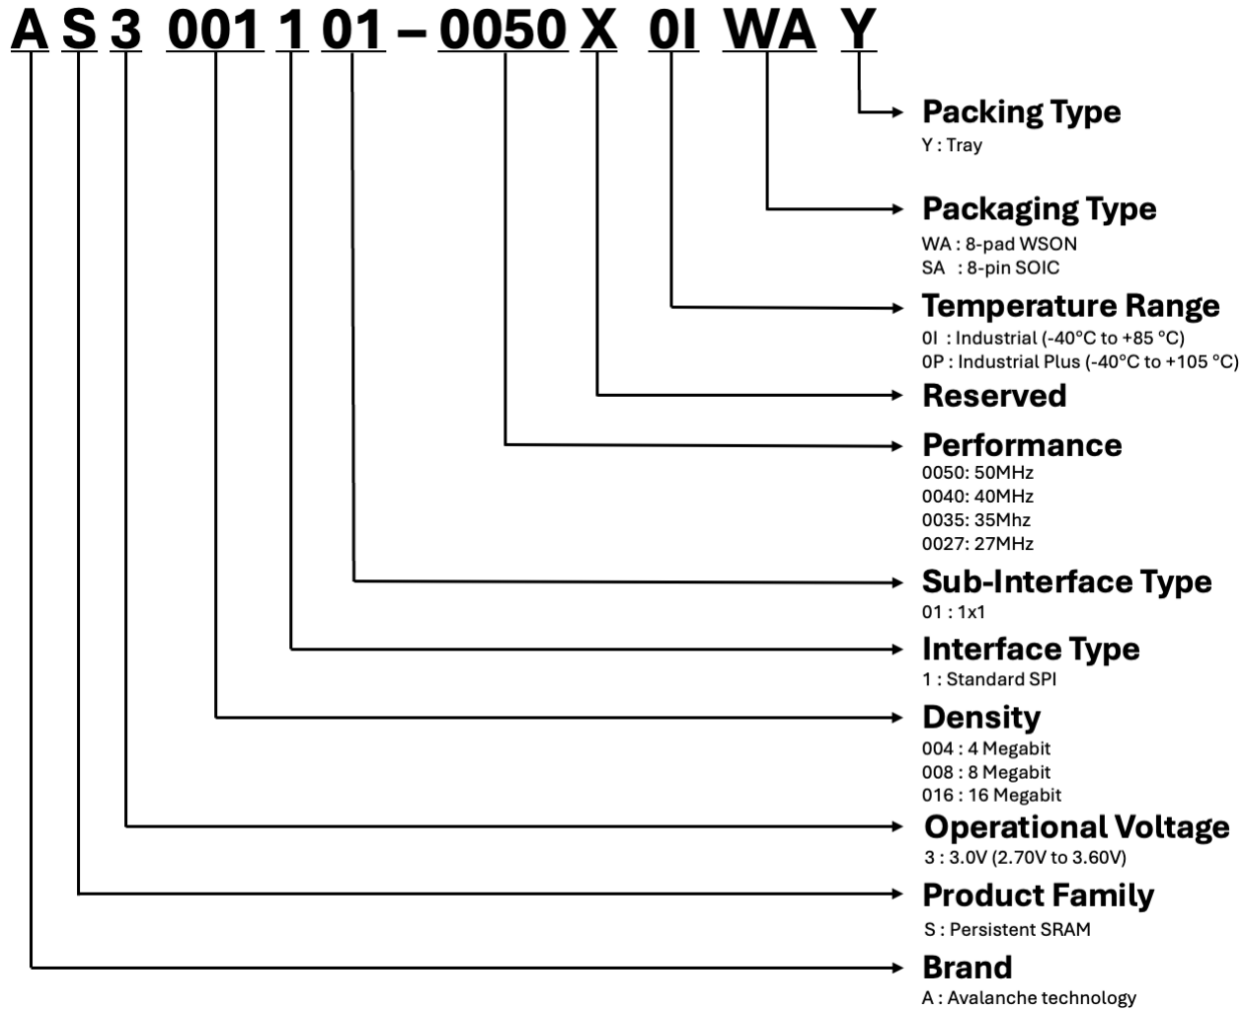 A S 3 001 1 01 – 0050 X 0I WA Y
Packing Type
Y : Tray
Packaging Type
WA : 8-pad WSON
SA : 8-pin SOIC
Temperature Range
0I : Industrial (-40°C to +85 °C)
0P : Industrial Plus (-40°C to +105 °C)
Reserved
Performance
0050: 50MHz
0040: 40MHz
0035: 35Mhz
0027: 27MHz
Sub-Interface Type
01 : 1x1
Interface Type
1 : Standard SPI
Density
004 : 4 Megabit
008 : 8 Megabit
016 : 16 Megabit
Operational Voltage
3 : 3.0V (2.70V to 3.60V)
Product Family
S : Persistent SRAM
Brand
A : Avalanche technology